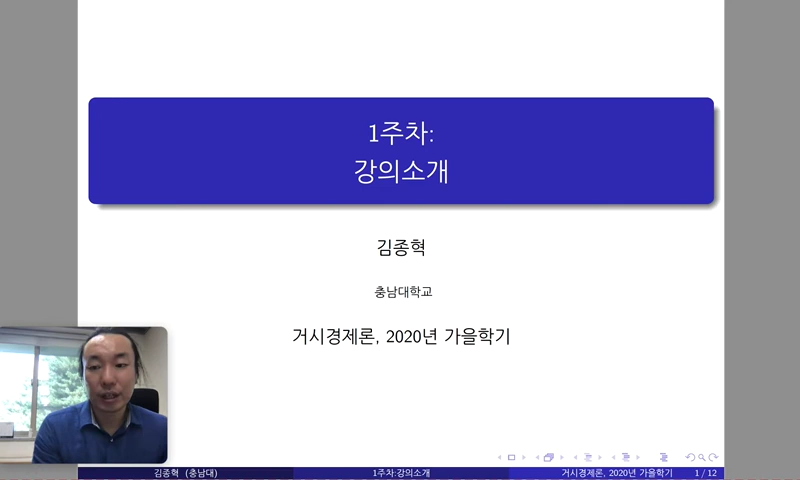 1주차:
강의소개
김종혁
충남대학교
거시경제론, 2020년 가을학기
김종혁 (충남대)
1주차:강의소개
거시경제론, 2020년 가을학기
1 / 12